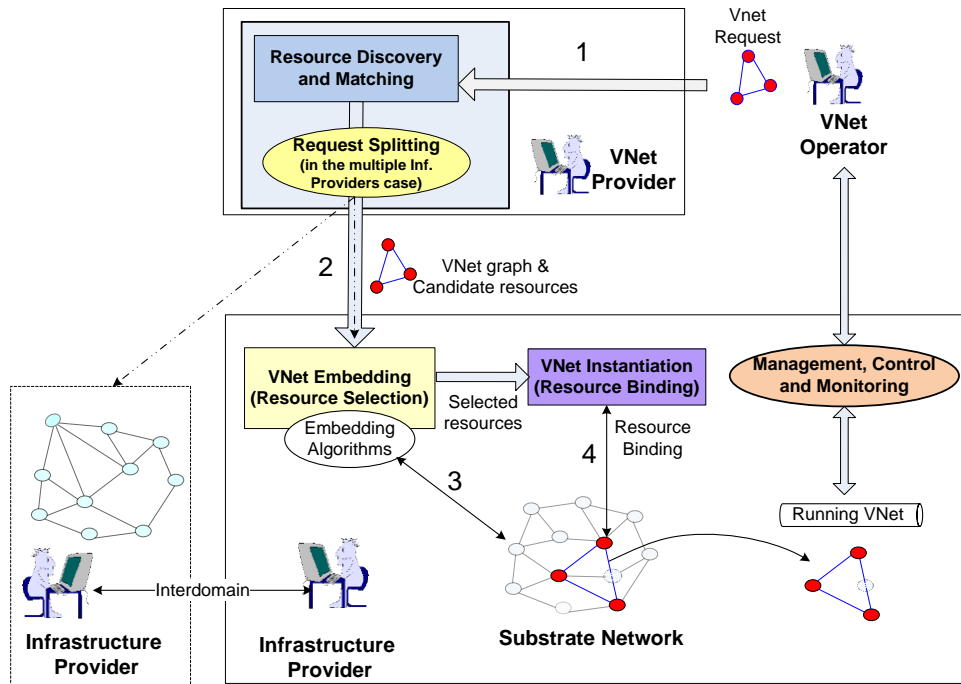 Resource Discovery
and Matching
1
Vnet
Request
VNet
Operator
Request Splitting
(in the multiple Inf.
Providers case)
VNet
Provider
2
VNet graph &
Candidate resources
VNet Embedding
(Resource Selection)
Embedding
Algorithms
Selected
resources
VNet Instantiation
(Resource Binding)
Management, Control
and Monitoring
3
4
Resource
Binding
Running VNet
Interdomain
Infrastructure
Provider
Infrastructure
Provider
Substrate Network